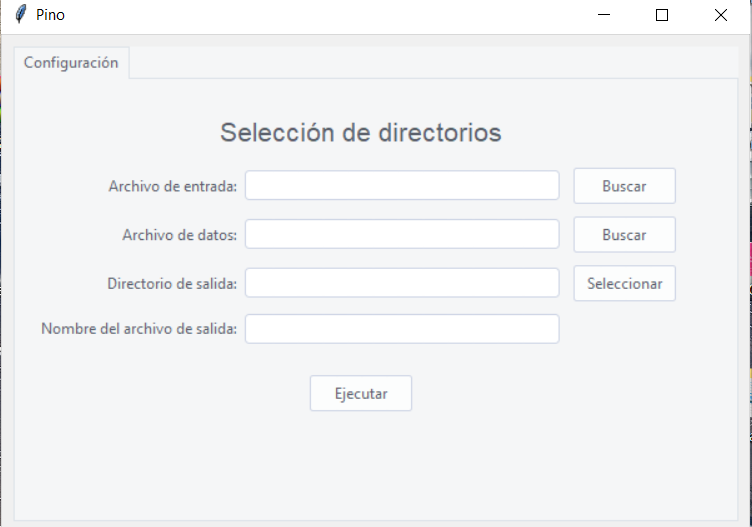 Pino
Configuración
Selección de directorios
Archivo de entrada: Buscar
Archivo de datos: Buscar
Directorio de salida: Seleccionar
Nombre del archivo de salida:
Ejecutar